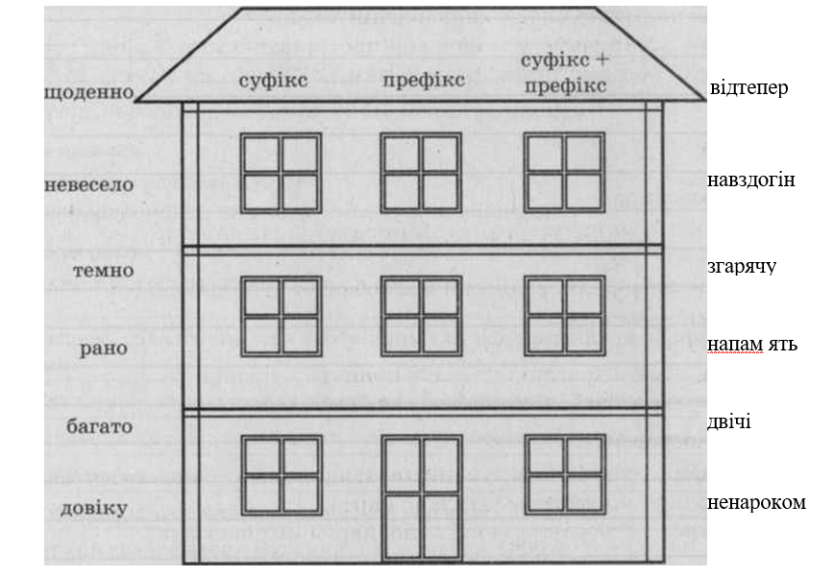 суфікс
префікс
суфікс +
префікс
щоденно
невесело
темно
рано
багато
довіку
відтепер
навздогін
згарячу
напам ять
двічі
ненароком